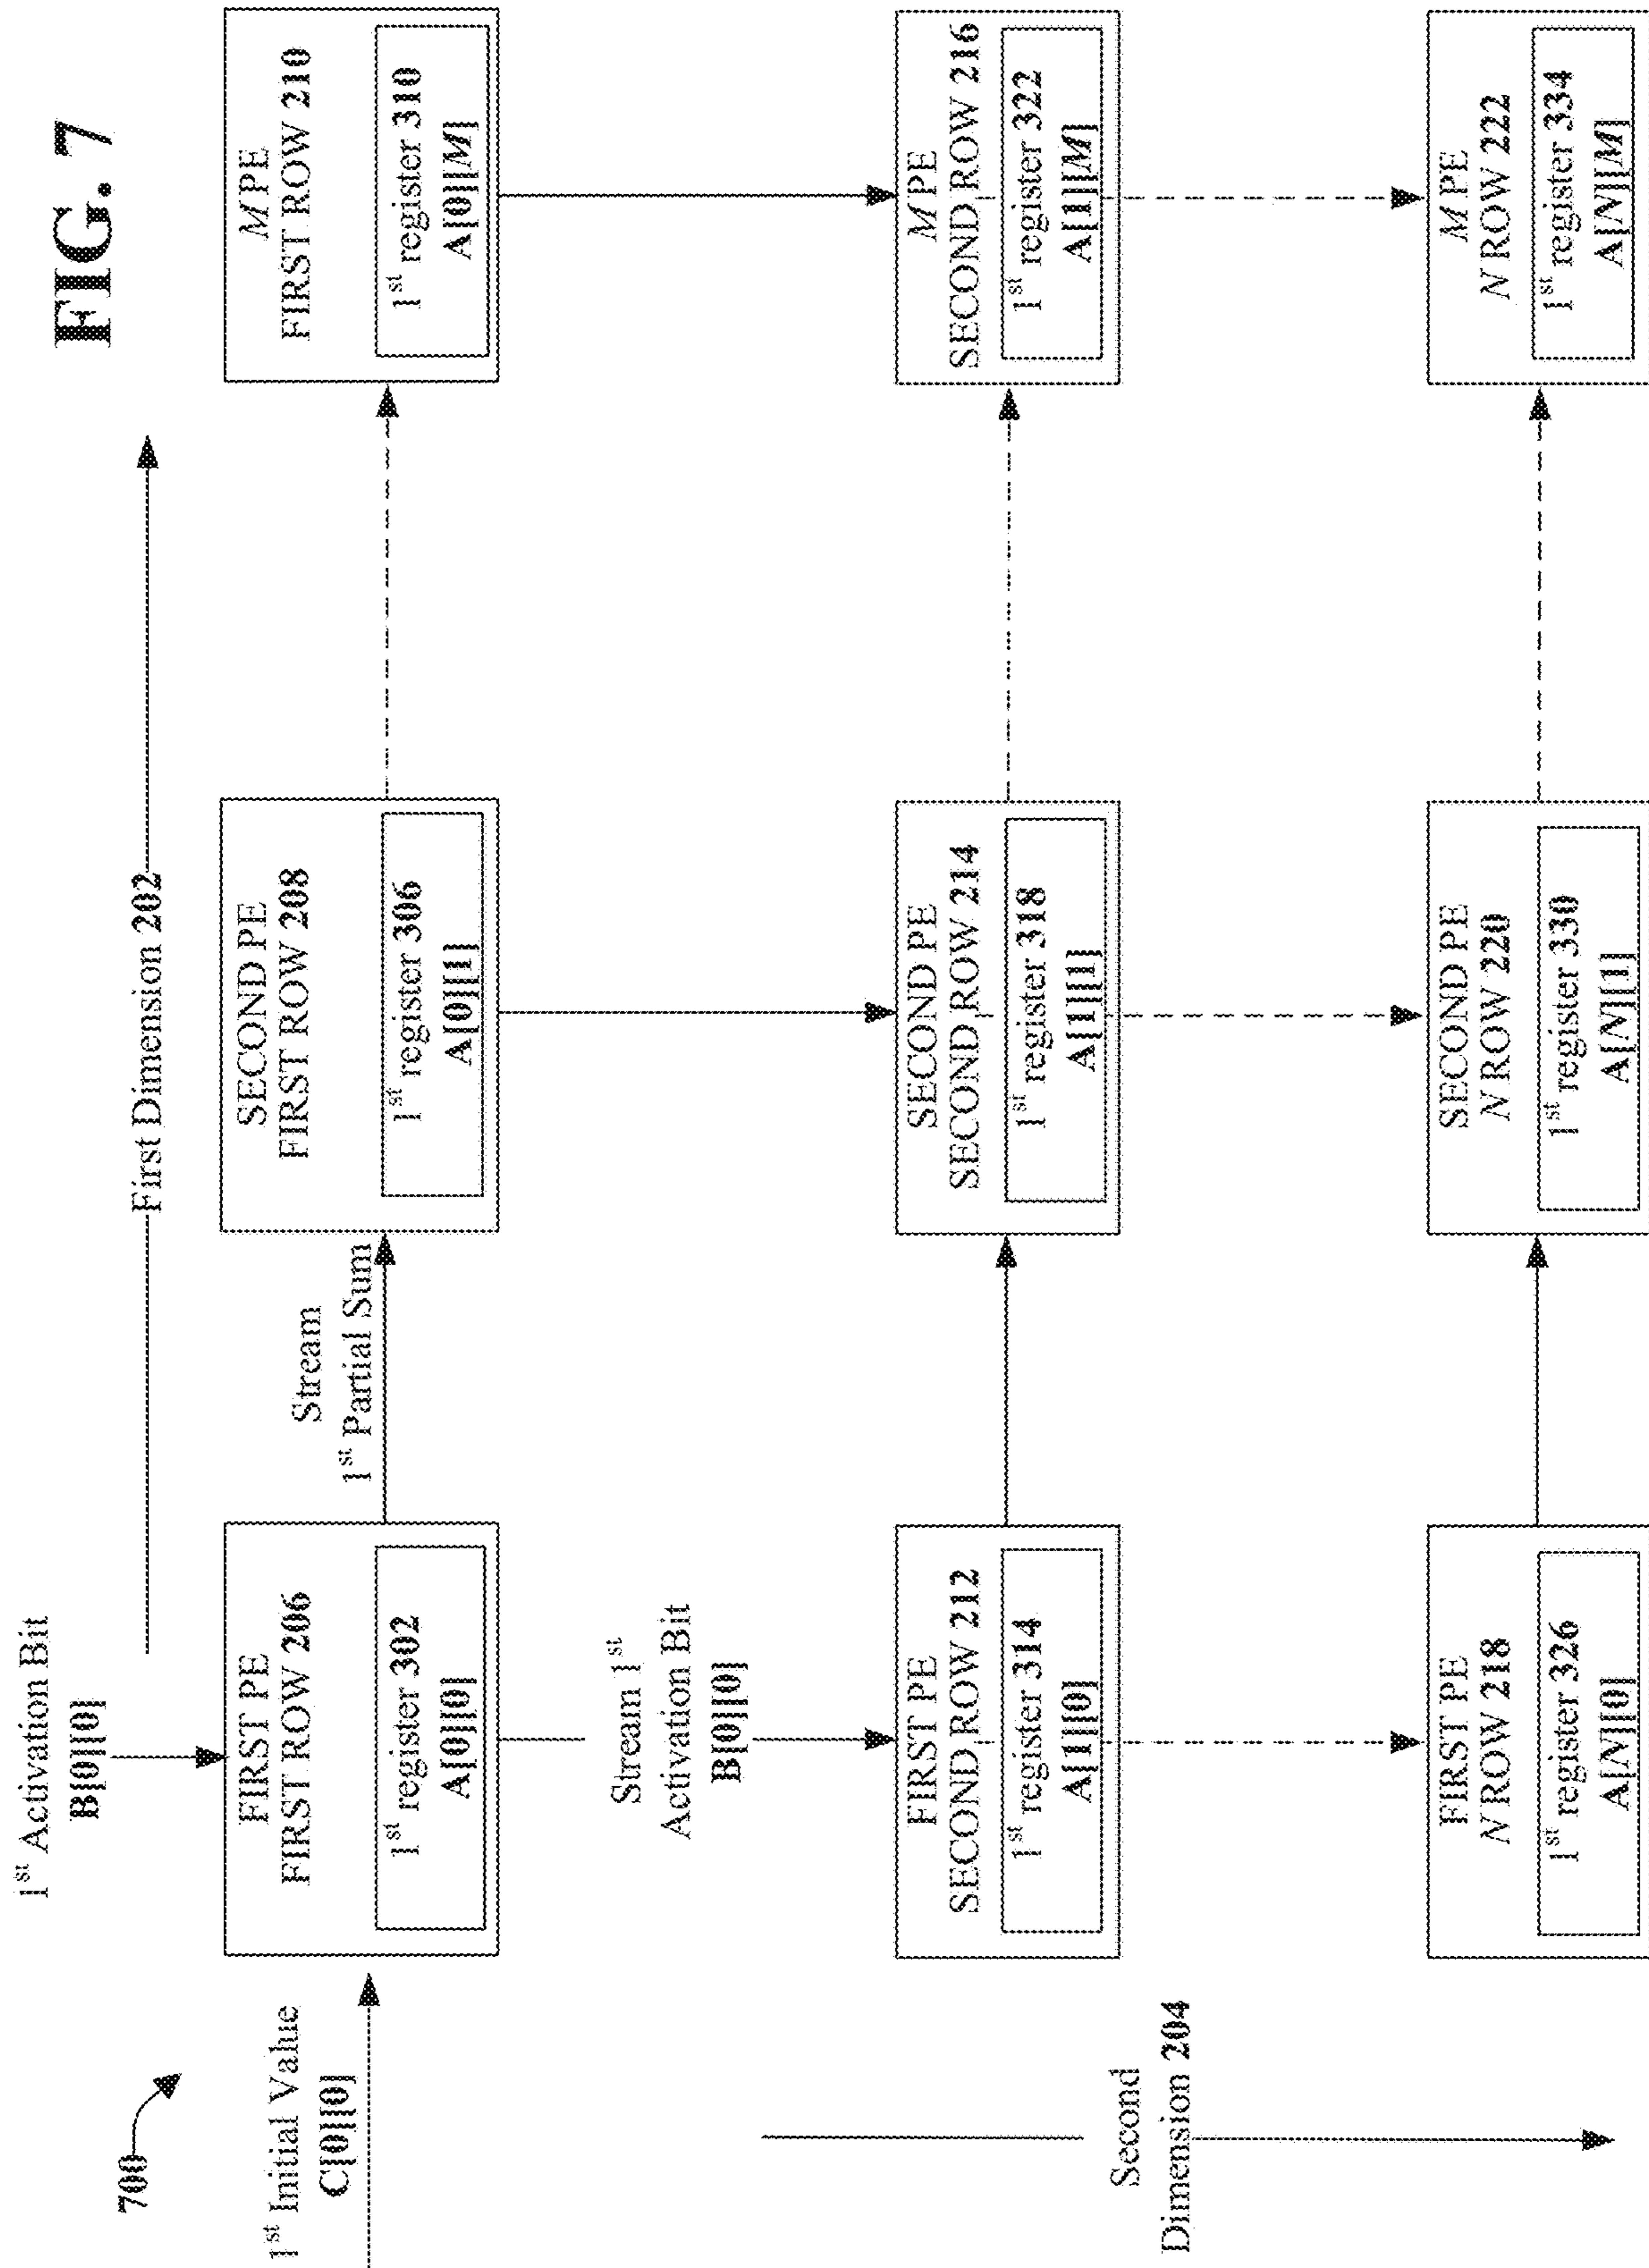 FIG. 7
700
First Dimension 202
1st Activation Bit
B[0][0]
1st Initial Value
C[0][0]
FIRST PE
FIRST ROW 206
1st register 302
A[0][0]
Stream
1st Partial Sum
SECOND PE
FIRST ROW 208
1st register 306
A[0][1]
M PE
FIRST ROW 210
1st register 310
A[0][M]
Stream 1st
Activation Bit
B[0][0]
Second
Dimension 204
FIRST PE
SECOND ROW 212
1st register 314
A[1][0]
SECOND PE
SECOND ROW 214
1st register 318
A[1][1]
M PE
SECOND ROW 216
1st register 322
A[1][M]
FIRST PE
N ROW 218
1st register 326
A[N][0]
SECOND PE
N ROW 220
1st register 330
A[N][1]
M PE
N ROW 222
1st register 334
A[N][M]